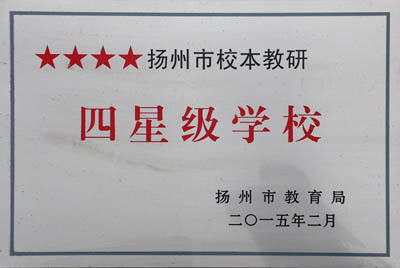 ★★★★扬州市校本教研
四星级学校
扬州市教育局
二〇一五年二月